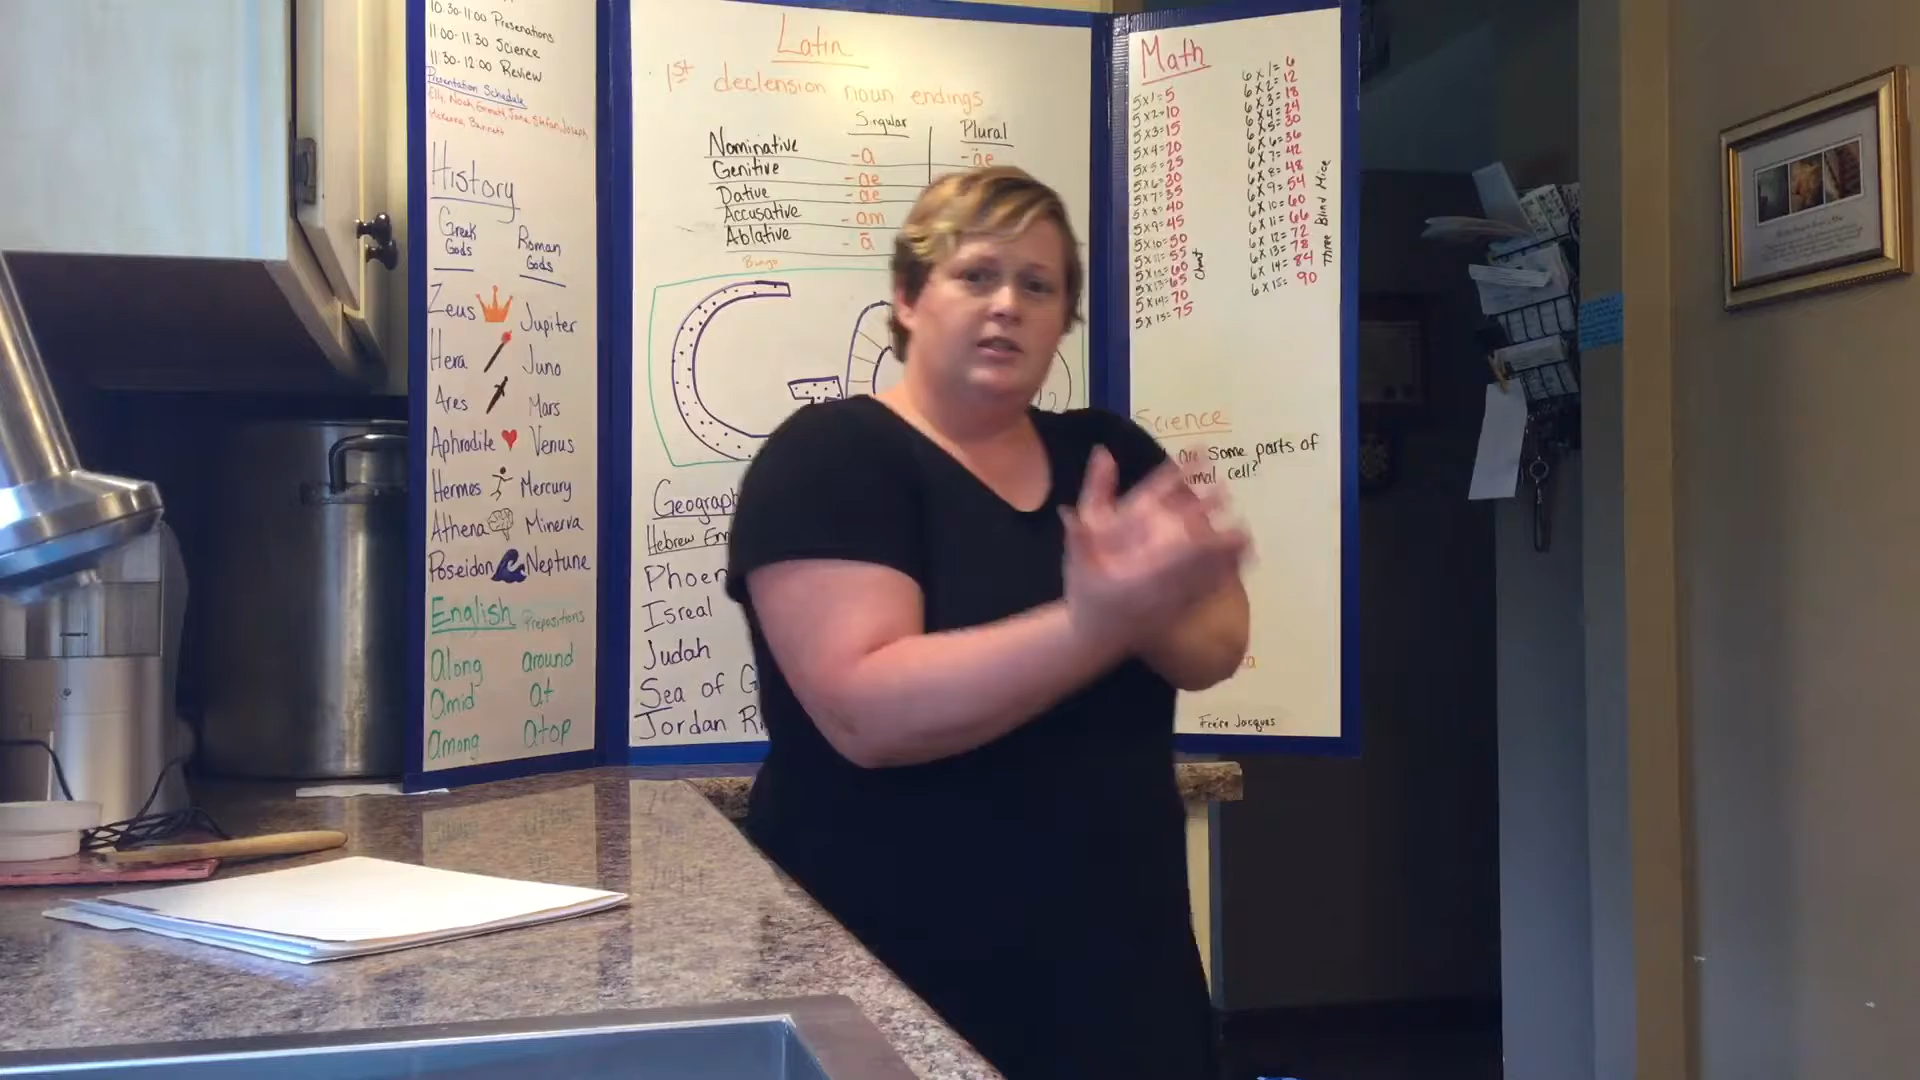 10:30-11:00 Presenations
11:00-11:30 Science
11:30-12:00 Review
Presentation Schedule
History
Greek Gods
Roman Gods
Zeus Jupiter
Hera Juno
Ares Mars
Aphrodite Venus
Hermes Mercury
Athena Minerva
Poseidon Neptune
English Prepositions
Along around
Amid at
Among atop
Latin
1st declension noun endings
Singular Plural
Nominative -a -ae
Genitive -ae
Dative -ae
Accusative -am
Ablative -ā
Hebrew
Isreal
Judah
Sea of
Jordan
Math
5x1=5
5x2=10
5x3=15
5x4=20
5x5=25
5x6=30
5x7=35
5x8=40
5x9=45
5x10=50
5x11=55
5x12=60
5x13=65
5x14=70
5x15=75
Chant
6x1=6
6x2=12
6x3=18
6x4=24
6x5=30
6x6=36
6x7=42
6x8=48
6x9=54
6x10=60
6x11=66
6x12=72
6x13=78
6x14=84
6x15=90
Three Blind Mice
Science
are some parts of
cell?
Freire Jacques